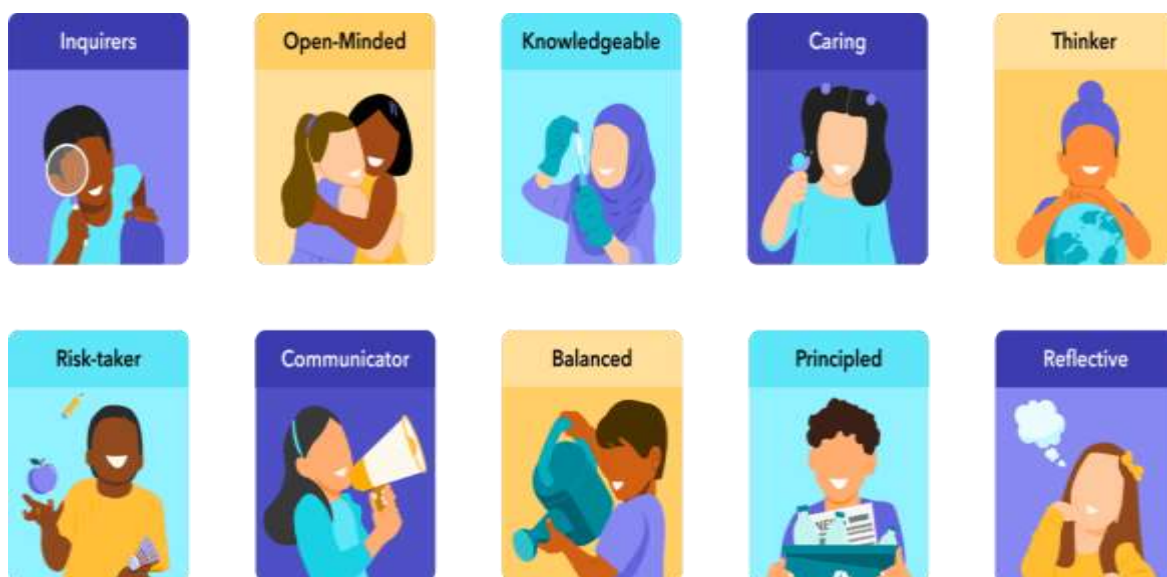 Inquirers
Open-Minded
Knowledgeable
Caring
Thinker
Risk-taker
Communicator
Balanced
Principled
Reflective